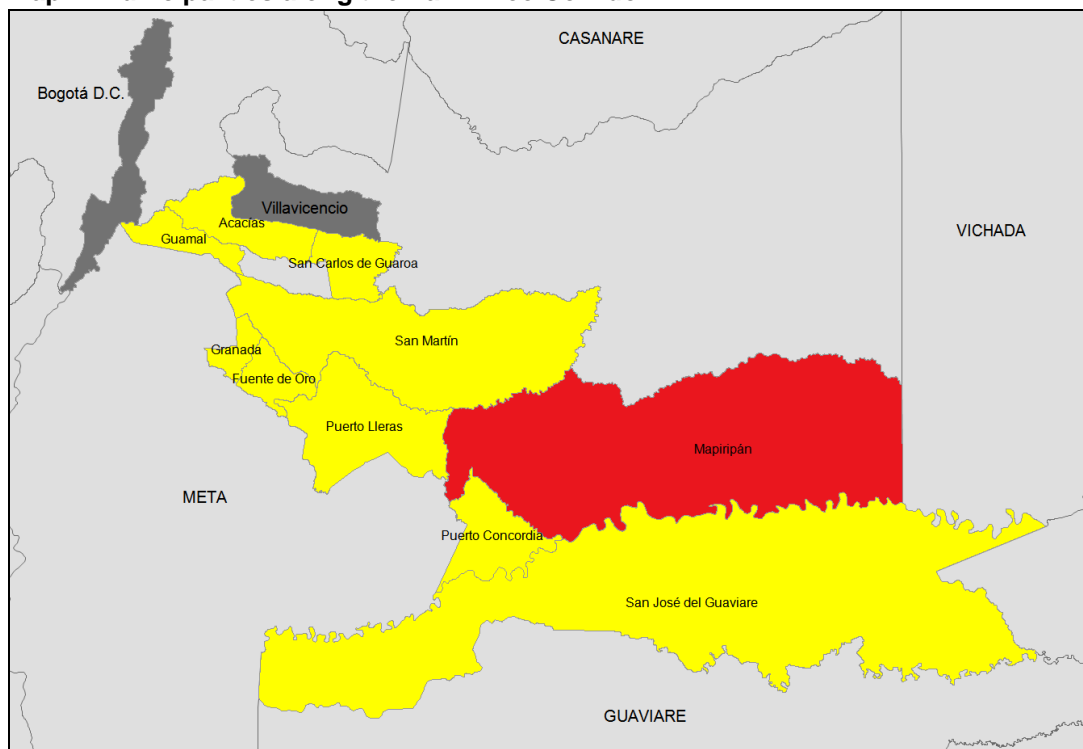 CASANARE
Bogotá D.C.
Villavicencio
Acacías
VICHADA
Guamal
San Carlos de Guaroa
San Martín
Granada
Fuente de Oro
Puerto Lleras
Mapiripán
META
Puerto Concordia
San José del Guaviare
GUAVIARE